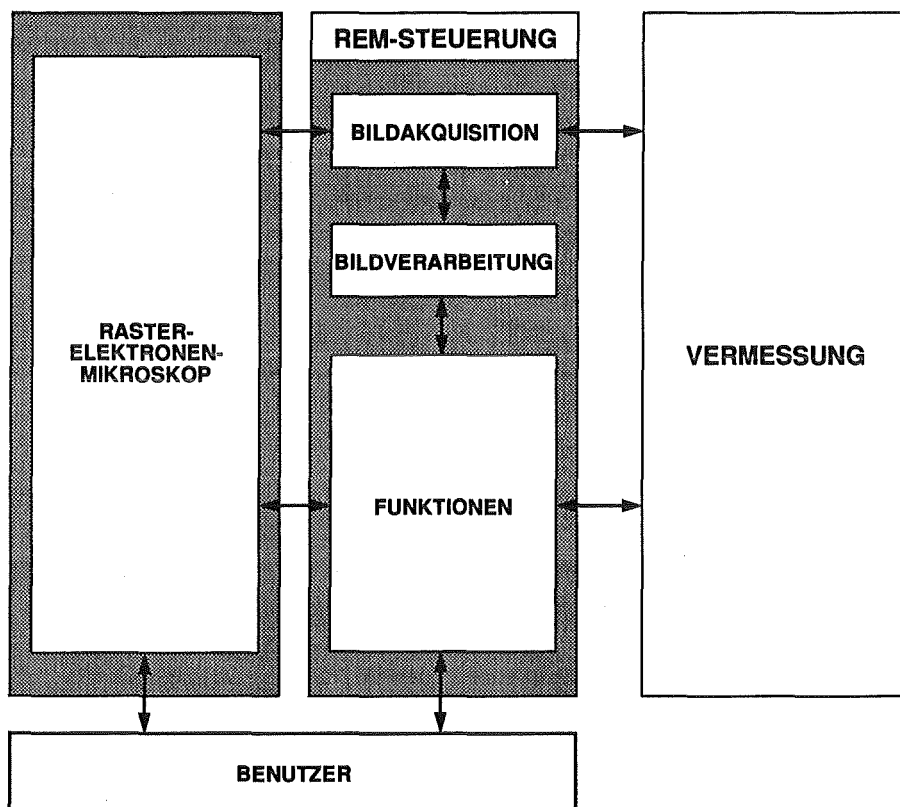 REM-STEUERUNG
BILDAKQUISITION
BILDVERARBEITUNG
RASTER-
ELEKTRONEN-
MIKROSKOP
VERMESSUNG
FUNKTIONEN
BENUTZER